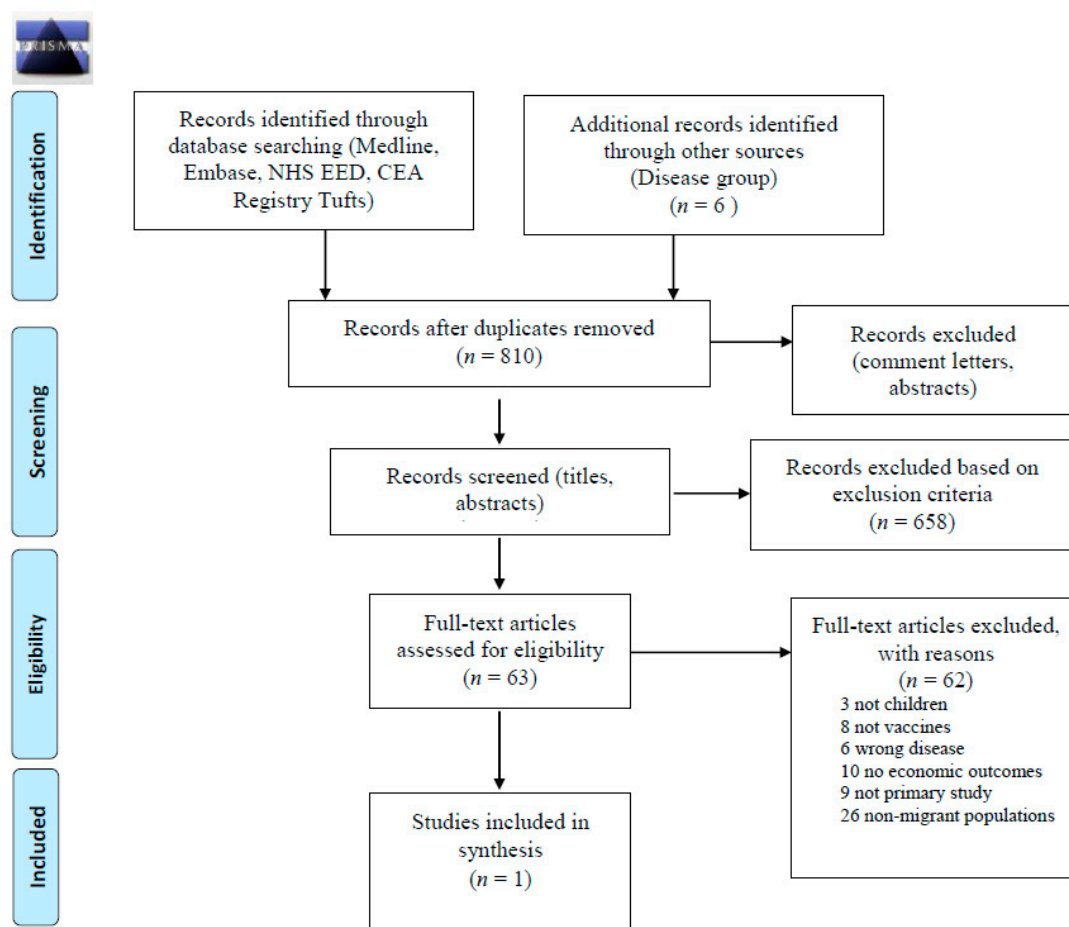 PRISMA
Identification
Records identified through
database searching (Medline,
Embase, NHS EED, CEA
Registry Tufts)
Additional records identified
through other sources
(Disease group)
(n = 6 )
Records after duplicates removed
(n = 810)
Records excluded
(comment letters,
abstracts)
Screening
Records screened (titles,
abstracts)
Records excluded based on
exclusion criteria
(n = 658)
Eligibility
Full-text articles
assessed for eligibility
(n = 63)
Full-text articles excluded,
with reasons
(n = 62)
3 not children
8 not vaccines
6 wrong disease
10 no economic outcomes
9 not primary study
26 non-migrant populations
Included
Studies included in
synthesis
(n = 1)